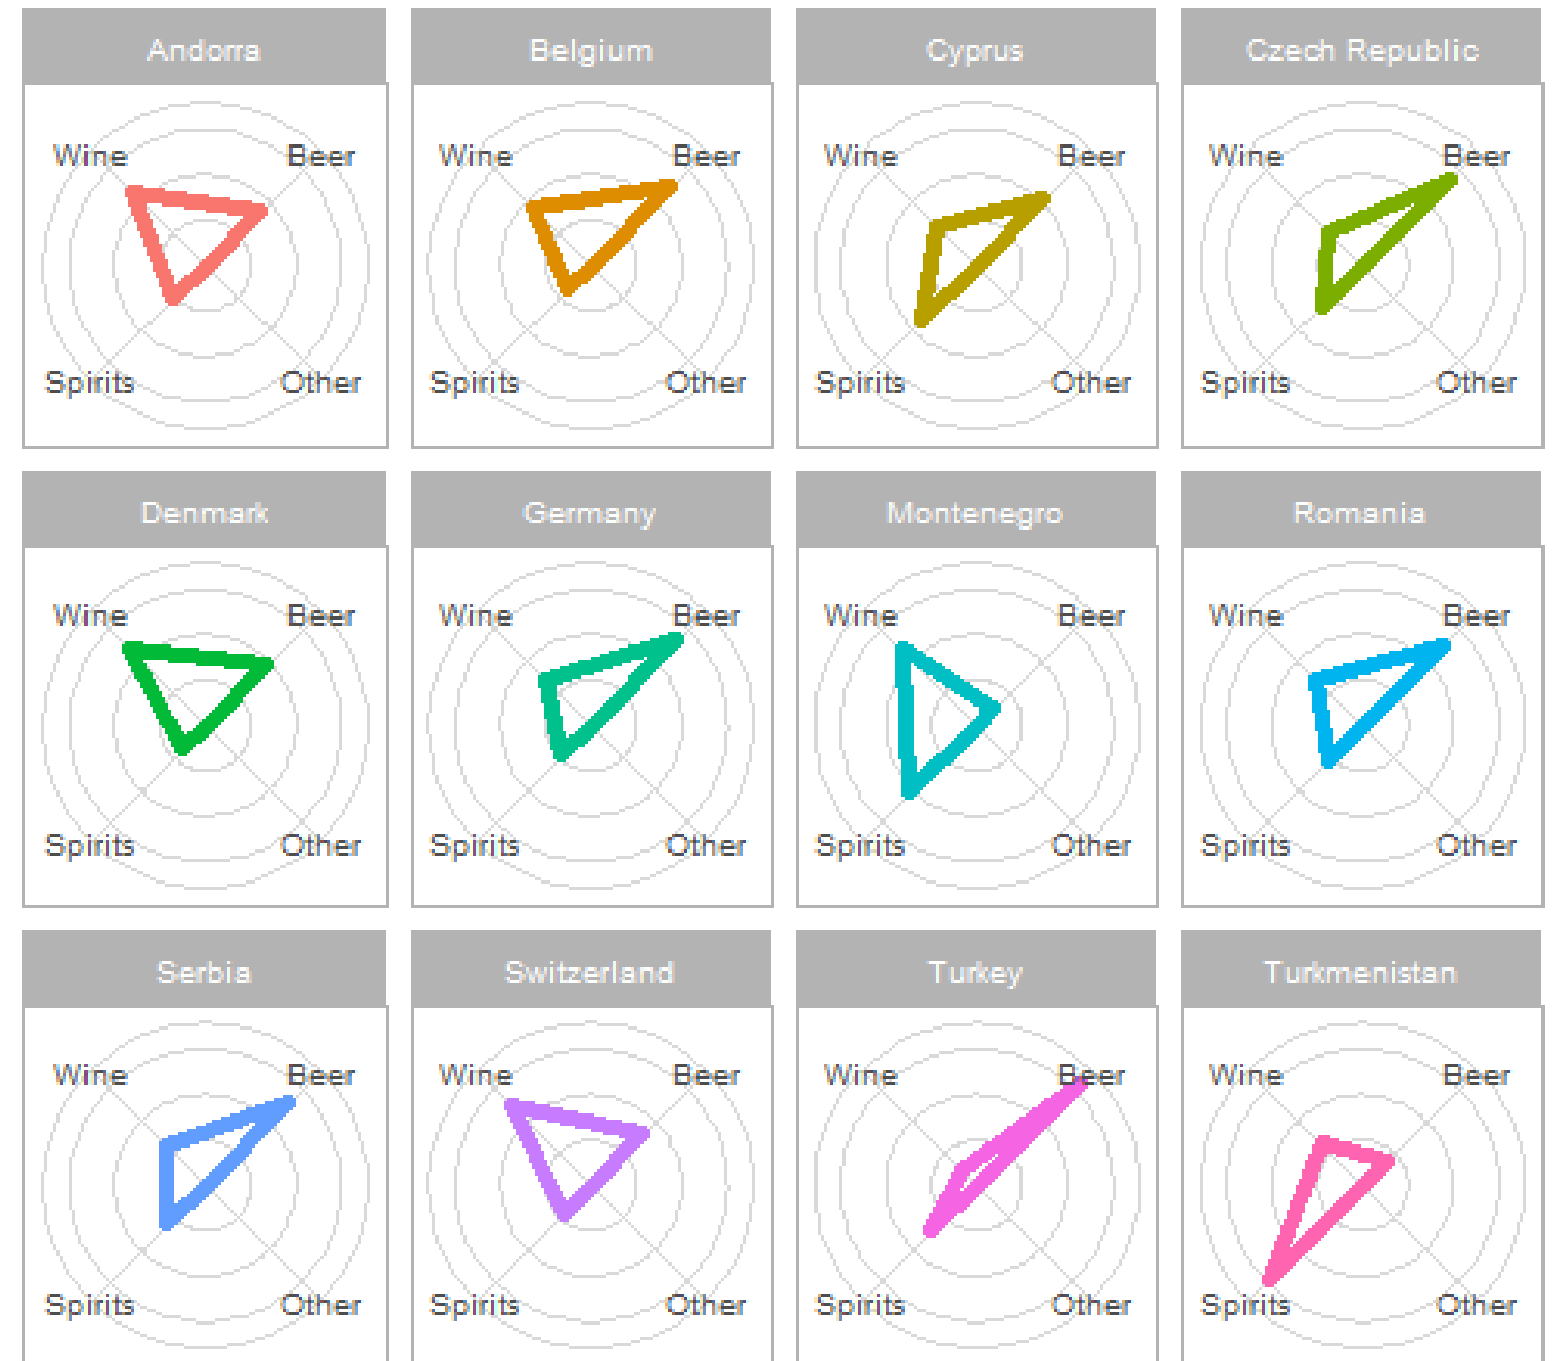 Andorra
Belgium
Cyprus
Czech Republic
Wine
Beer
Wine
Beer
Wine
Beer
Wine
Beer
Spirits
Other
Spirits
Other
Spirits
Other
Spirits
Other
Denmark
Germany
Montenegro
Romania
Wine
Beer
Wine
Beer
Wine
Beer
Wine
Beer
Spirits
Other
Spirits
Other
Spirits
Other
Spirits
Other
Serbia
Switzerland
Turkey
Turkmenistan
Wine
Beer
Wine
Beer
Wine
Beer
Wine
Beer
Spirits
Other
Spirits
Other
Spirits
Other
Spirits
Other